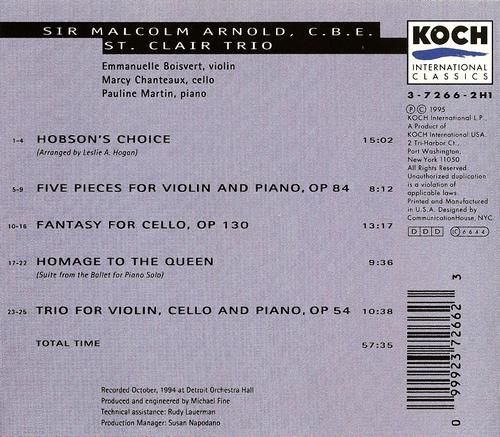 SIR MALCOLM ARNOLD, C.B.E.
ST. CLAIR TRIO
Emmanuelle Boisvert, violin
Marcy Chanteaux, cello
Pauline Martin, piano
KOCH
INTERNATIONAL
CLASSICS
3-7266-2H1
Ⓟ © 1995
KOCH International L.P.,
A Product of
KOCH International USA.
2 Tri-Harbor Ct.,
Port Washington,
New York 11050.
All Rights Reserved.
Unauthorized duplication
is a violation of
applicable laws.
Printed and Manufactured
in U.S.A. Designed by
CommunicationHouse, NYC.
DDD LC 6644
1-4 HOBSON'S CHOICE 15:02
(Arranged by Leslie A. Hogan)
5-9 FIVE PIECES FOR VIOLIN AND PIANO, OP 84 8:12
10-16 FANTASY FOR CELLO, OP 130 13:17
17-22 HOMAGE TO THE QUEEN 9:36
(Suite from the Ballet for Piano Solo)
23-25 TRIO FOR VIOLIN, CELLO AND PIANO, OP 54 10:38
TOTAL TIME 57:35
Recorded October, 1994 at Detroit Orchestra Hall
Produced and engineered by Michael Fine
Technical assistance: Rudy Lauerman
Production Manager: Susan Napodano
0 99923 72662 3